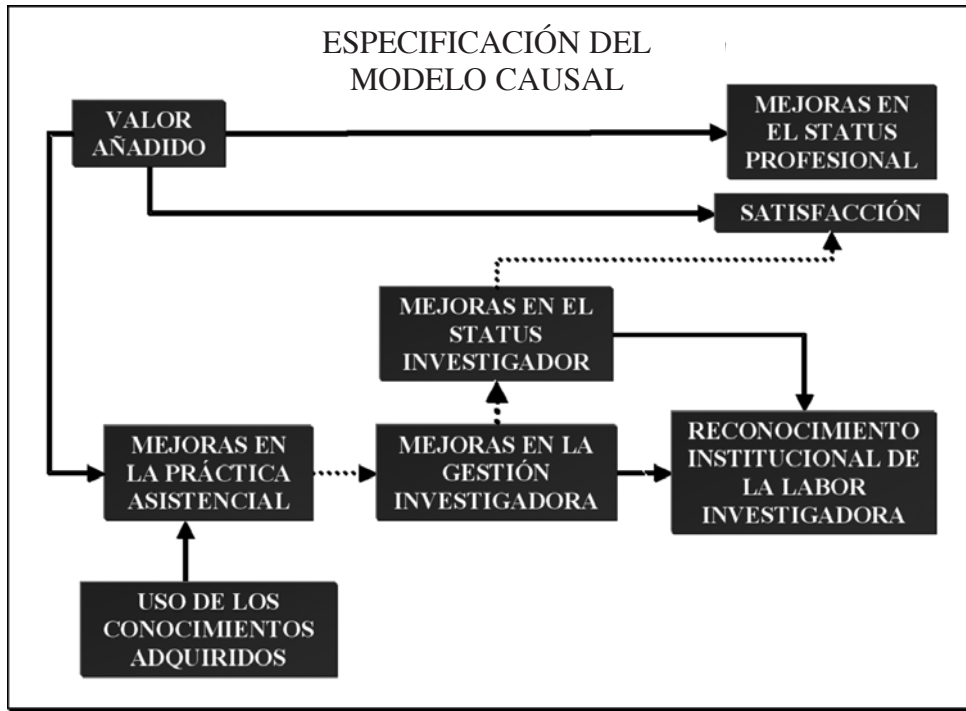 ESPECIFICACIÓN DEL
MODELO CAUSAL
VALOR
AÑADIDO
MEJORAS EN
EL STATUS
PROFESIONAL
SATISFACCIÓN
MEJORAS EN EL
STATUS
INVESTIGADOR
MEJORAS EN
LA PRÁCTICA
ASISTENCIAL
MEJORAS EN LA
GESTIÓN
INVESTIGADORA
RECONOCIMIENTO
INSTITUCIONAL DE
LA LABOR
INVESTIGADORA
USO DE LOS
CONOCIMIENTOS
ADQUIRIDOS